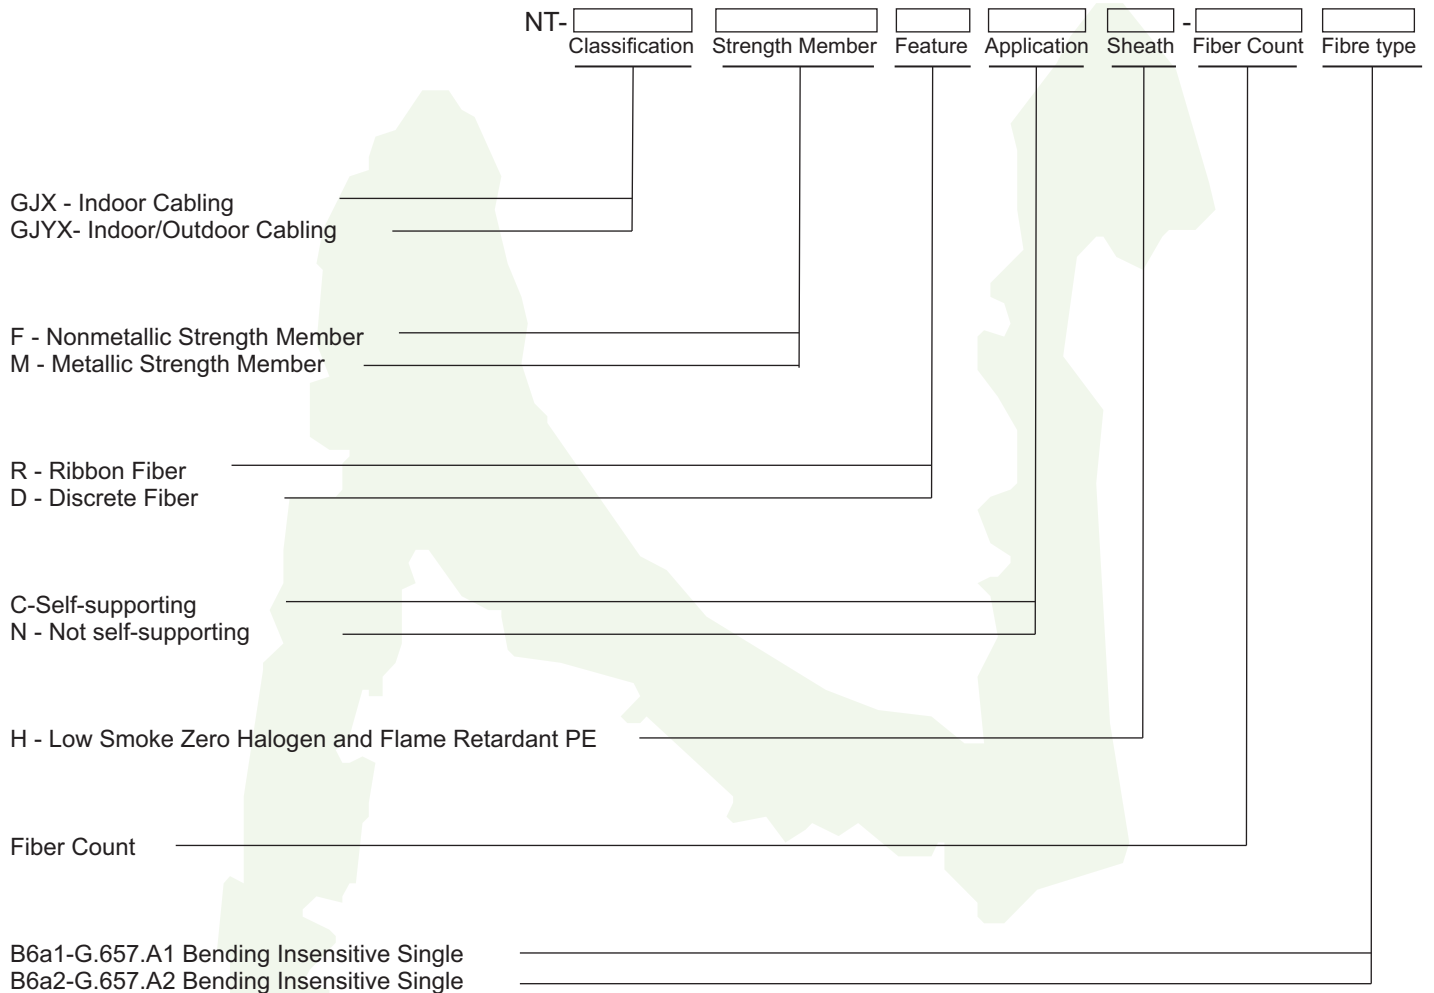 NT- -
Classification Strength Member Feature Application Sheath Fiber Count Fibre type
GJX - Indoor Cabling
GJYX- Indoor/Outdoor Cabling
F - Nonmetallic Strength Member
M - Metallic Strength Member
R - Ribbon Fiber
D - Discrete Fiber
C-Self-supporting
N - Not self-supporting
H - Low Smoke Zero Halogen and Flame Retardant PE
Fiber Count
B6a1-G.657.A1 Bending Insensitive Single
B6a2-G.657.A2 Bending Insensitive Single